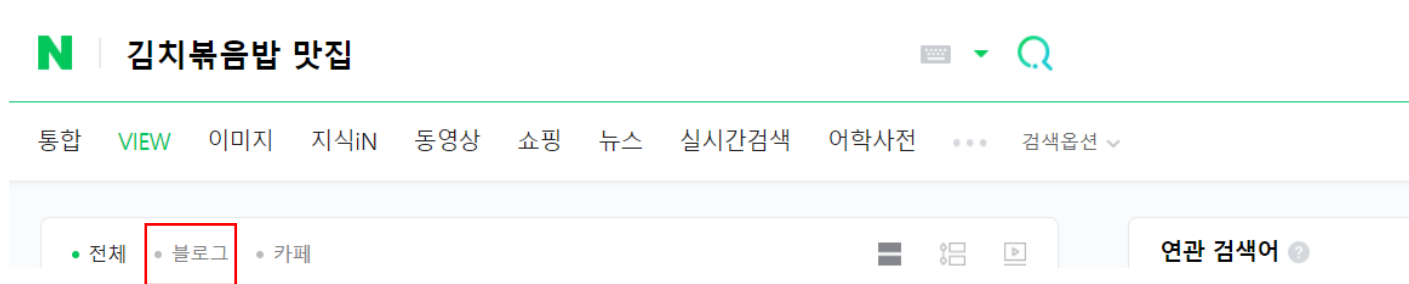 N 김치볶음밥 맛집
통합 VIEW 이미지 지식iN 동영상 쇼핑 뉴스 실시간검색 어학사전 ••• 검색옵션
• 전체 • 블로그 • 카페
연관 검색어 ?